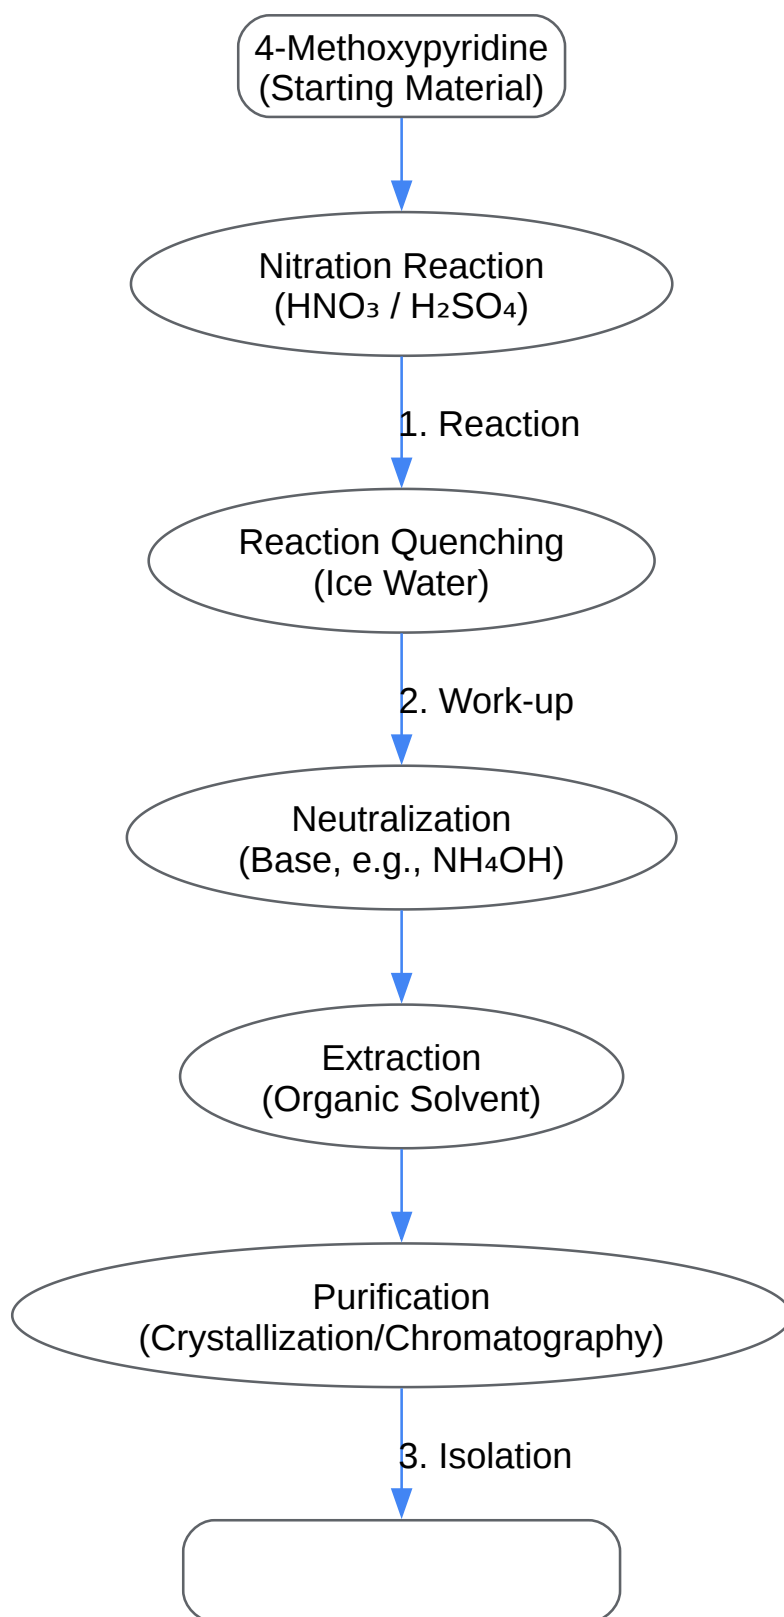 4-Methoxypyridine
(Starting Material)
Nitration Reaction
(HNO₃ / H₂SO₄)
1. Reaction
Reaction Quenching
(Ice Water)
2. Work-up
Neutralization
(Base, e.g., NH₄OH)
Extraction
(Organic Solvent)
Purification
(Crystallization/Chromatography)
3. Isolation